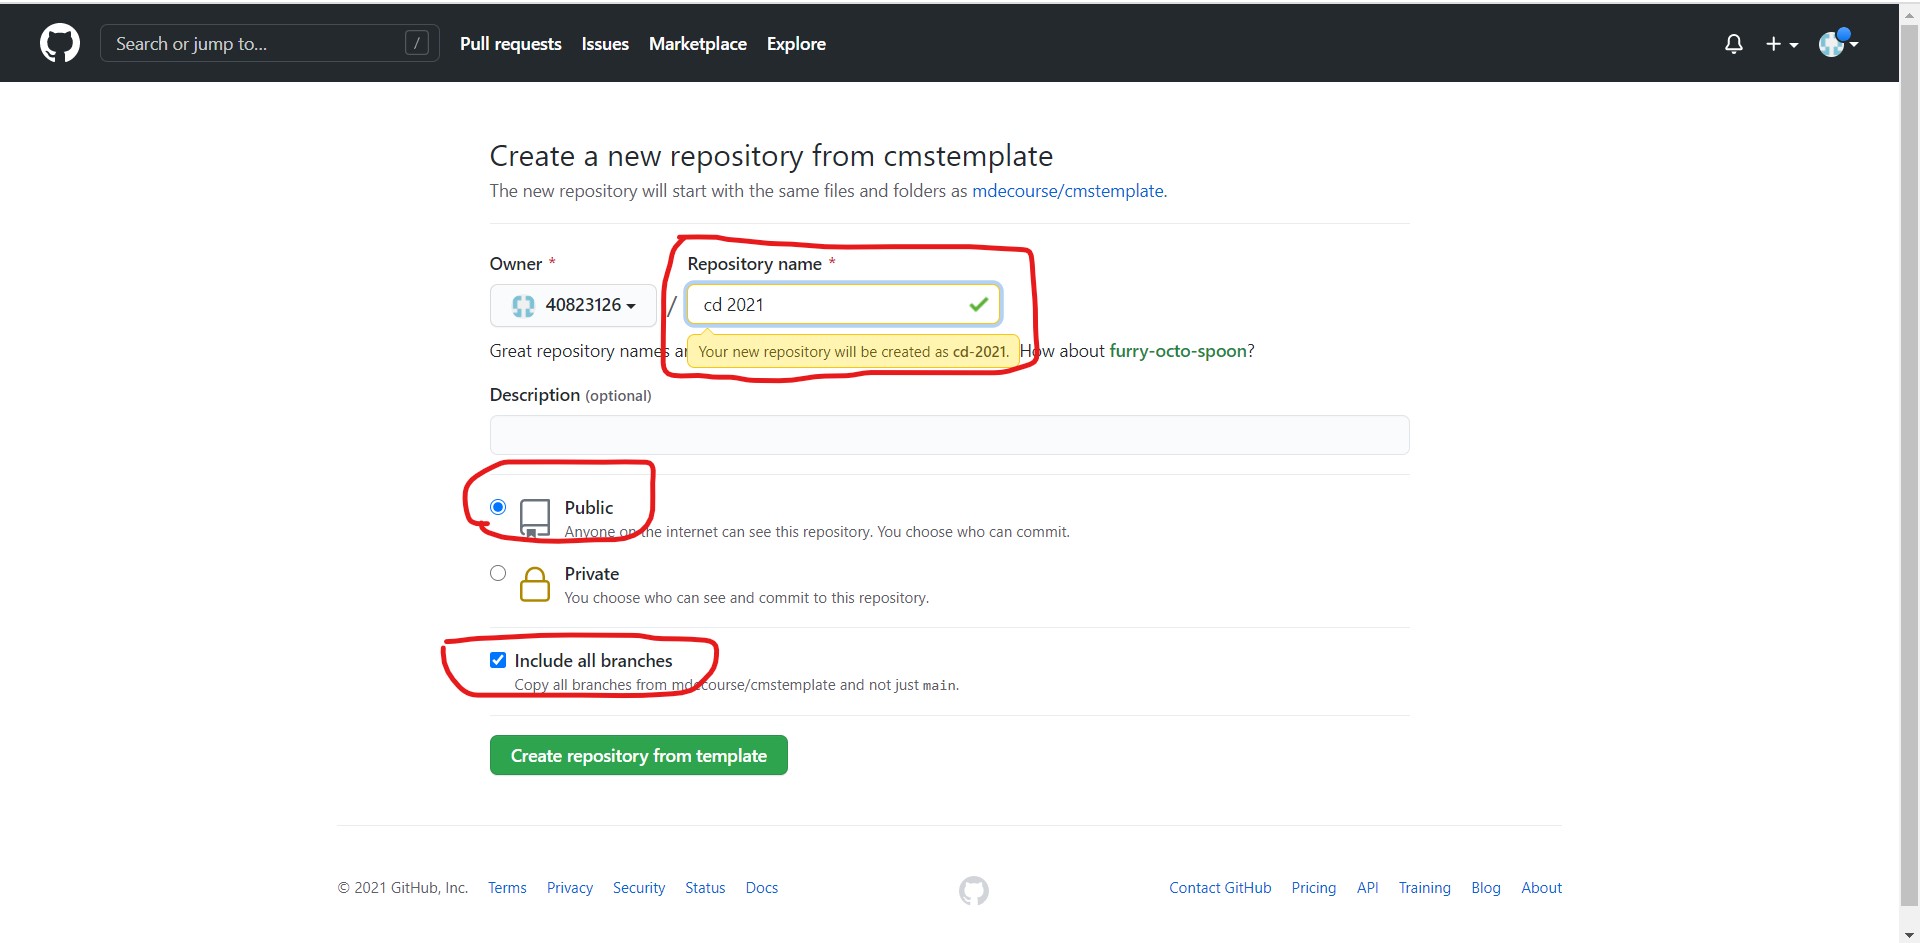 Search or jump to... /
Pull requests Issues Marketplace Explore
Create a new repository from cmstemplate
The new repository will start with the same files and folders as mdecourse/cmstemplate.
Owner * Repository name *
40823126 / cd 2021
Great repository names a How about furry-octo-spoon?
Your new repository will be created as cd-2021.
Description (optional)
Public
Anyone on the internet can see this repository. You choose who can commit.
Private
You choose who can see and commit to this repository.
Include all branches
Copy all branches from mdecourse/cmstemplate and not just main.
Create repository from template
© 2021 GitHub, Inc. Terms Privacy Security Status Docs Contact GitHub Pricing API Training Blog About